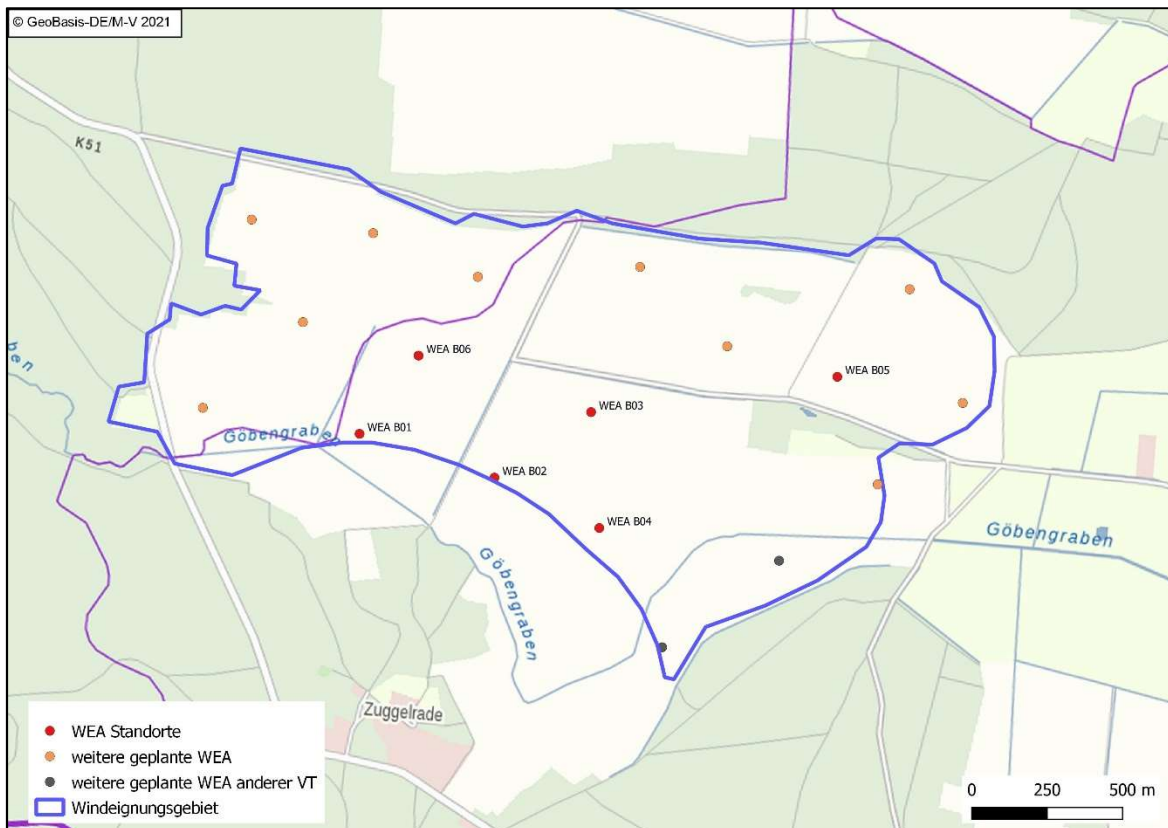 © GeoBasis-DE/M-V 2021
K51
ben
WEA B06
WEA B05
WEA B03
Göbengraben
WEA B01
WEA B02
WEA B04
Göbengraben
Göbengraben
Zuggelrade
WEA Standorte
weitere geplante WEA
weitere geplante WEA anderer VT
Windeignungsgebiet
0 250 500 m